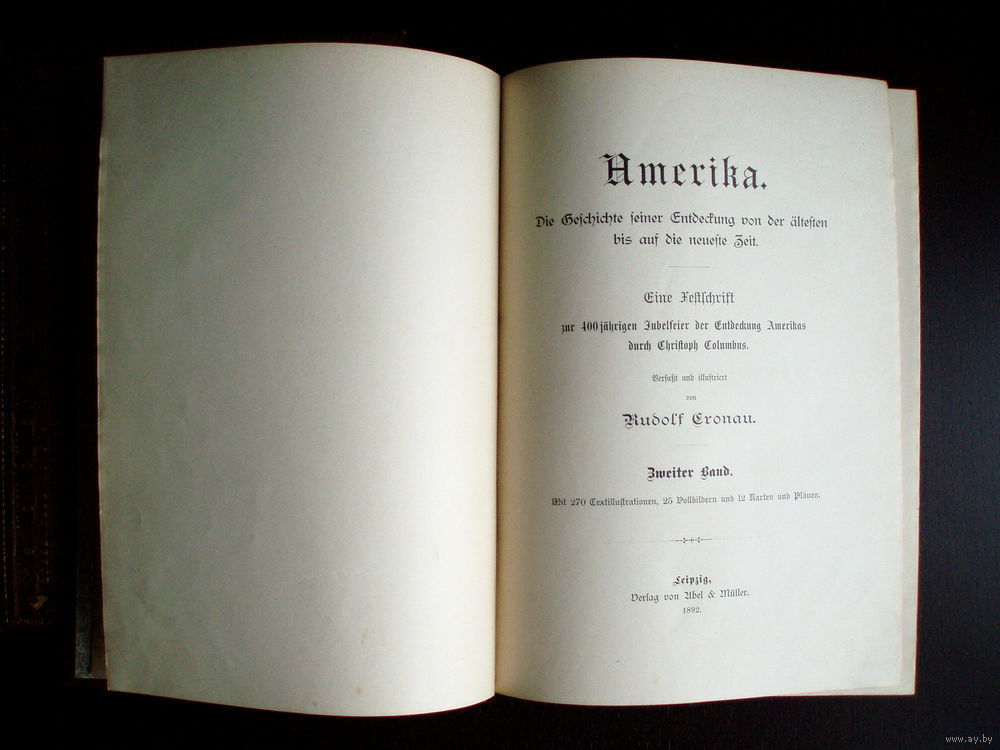 Amerika.
Die Geschichte seiner Entdeckung von der ältesten
bis auf die neueste Zeit.
Eine Festschrift
zur 400jährigen Jubelfeier der Entdeckung Amerikas
durch Christoph Columbus.
Verfaßt und illustriert
von
Rudolf Cronau.
Zweiter Band.
Mit 270 Textillustrationen, 25 Vollbildern und 12 Karten und Plänen.
Leipzig,
Verlag von Abel & Müller.
1892.
www.ay.by